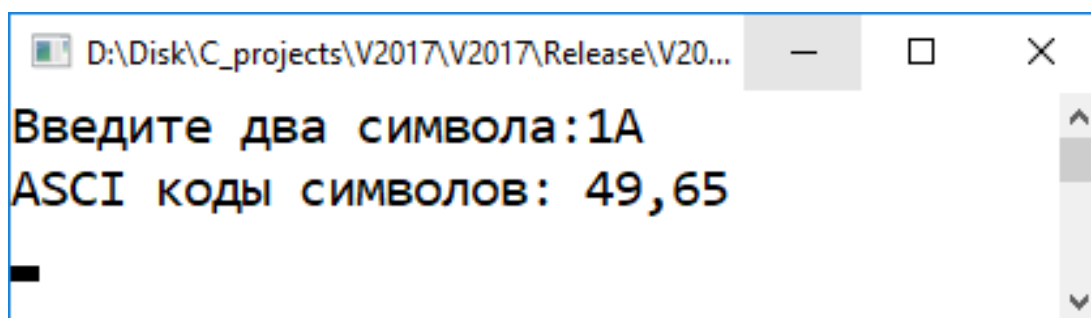 D:\Disk\C_projects\V2017\V2017\Release\V20...
Введите два символа:1A
ASCI коды символов: 49,65